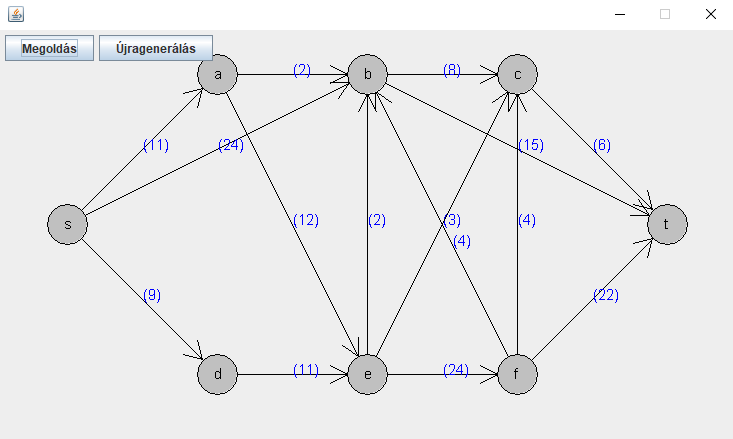 Megoldás Újragenerálás
a (2) b (8) c
(11) (24) (15) (6)
s (12) (2) (3) (4) t
(4)
(9) (22)
d (11) e (24) f